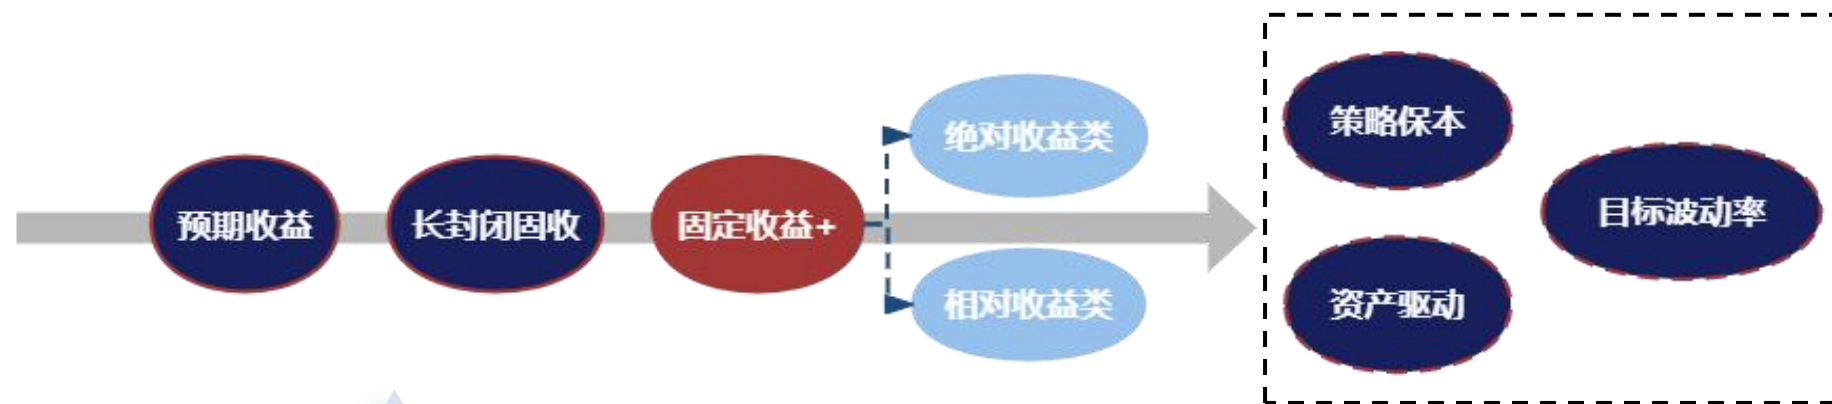 预期收益
长封闭固收
固定收益+
绝对收益类
相对收益类
策略保本
资产驱动
目标波动率